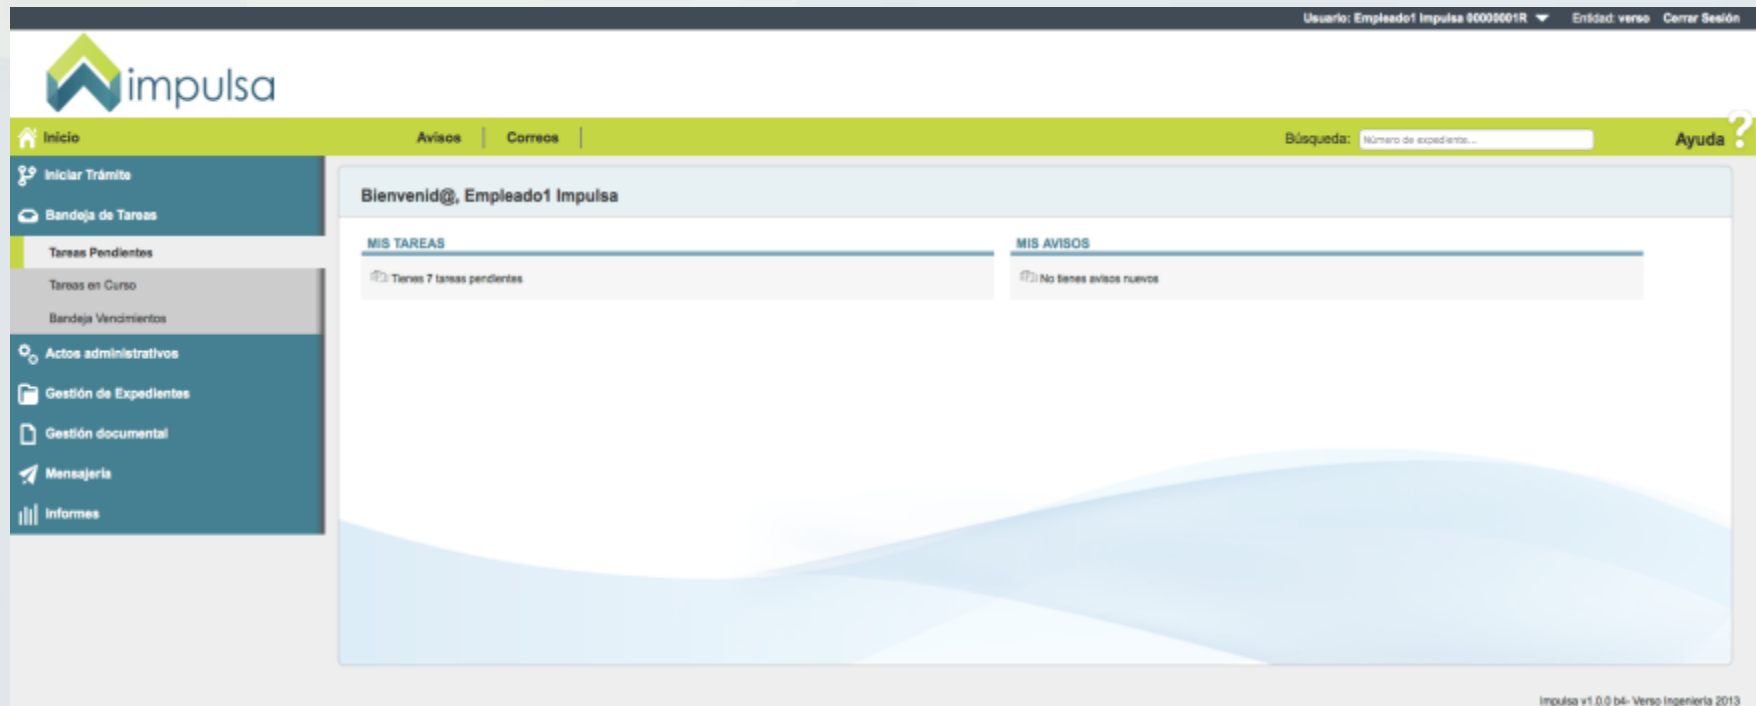 Usuario: Empleado1 Impulsa 00000001R Entidad: verso Cerrar Sesión
impulsa
Inicio Avisos Correos Búsqueda: Número de expediente... Ayuda ?
Iniciar Trámite
Bandeja de Tareas
Tareas Pendientes
Tareas en Curso
Bandeja Vencimientos
Actos administrativos
Gestión de Expedientes
Gestión documental
Mensajería
Informes
Bienvenid@, Empleado1 Impulsa
MIS TAREAS
Tienes 7 tareas pendientes
MIS AVISOS
No tienes avisos nuevos
Impulsa v1.0.0 b4- Verso Ingeniería 2013